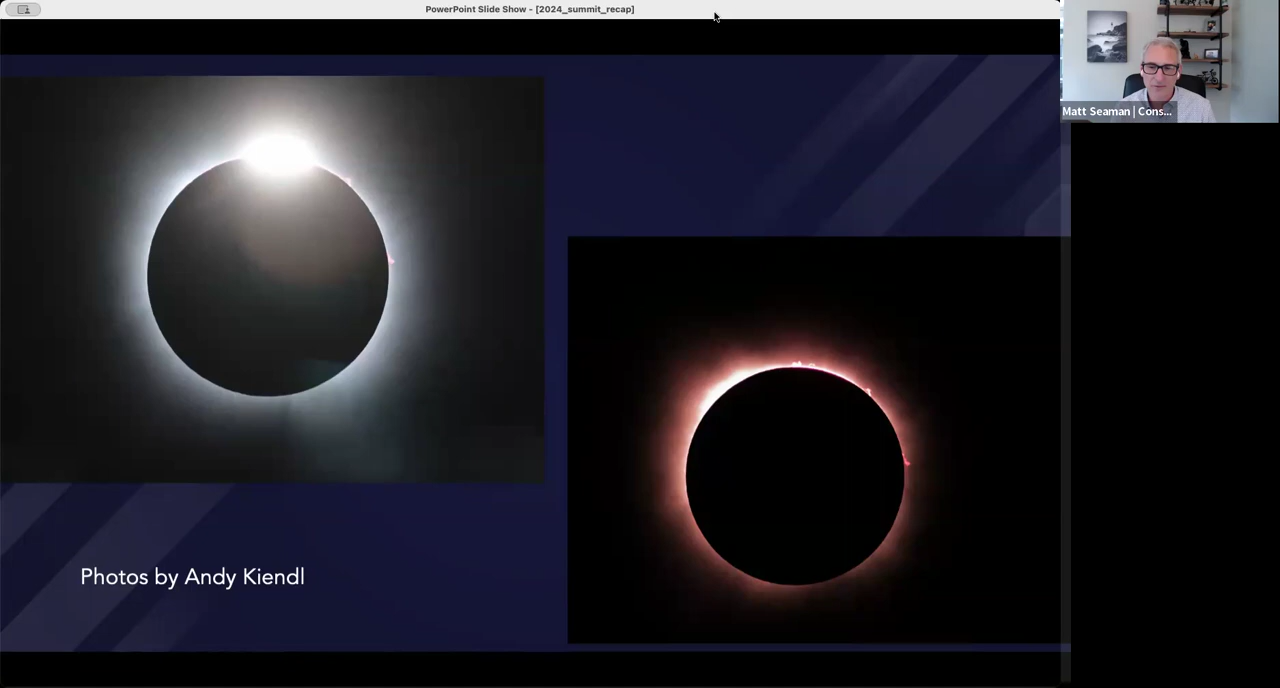 PowerPoint Slide Show - [2024_summit_recap]
Matt Seaman | Cons...
Photos by Andy Kiendl